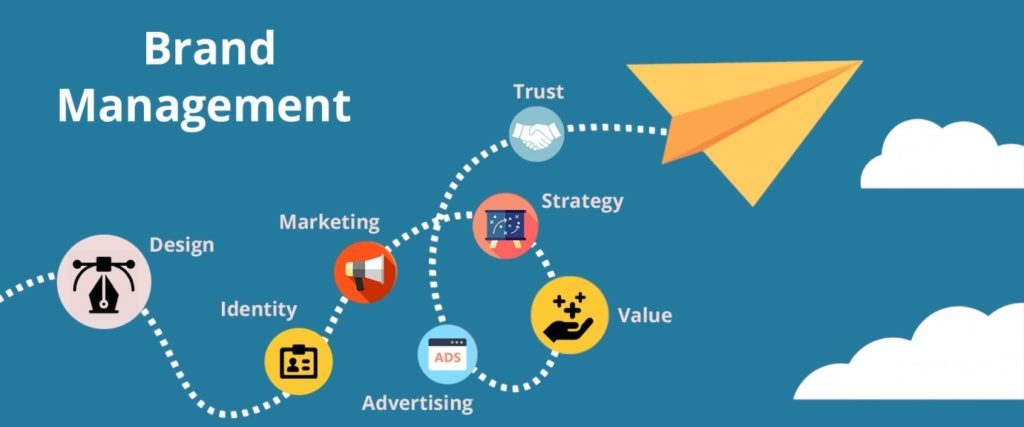 Brand
Management
Trust
Strategy
Marketing
Design
Identity
Value
ADS
Advertising